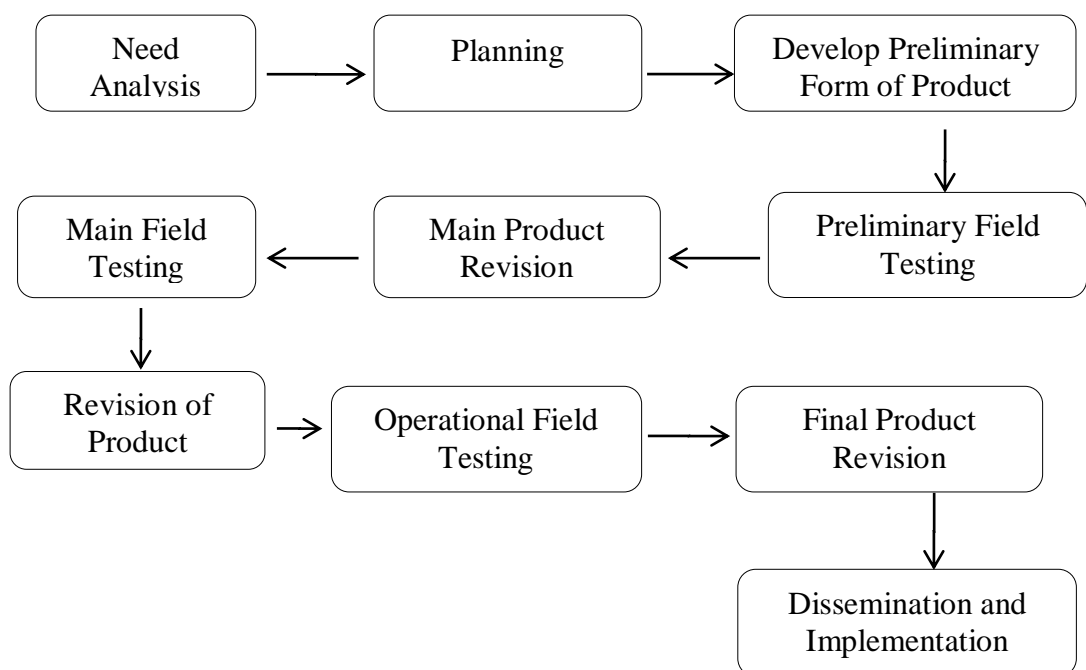 Need
Analysis
Planning
Develop Preliminary
Form of Product
Preliminary Field
Testing
Main Product
Revision
Main Field
Testing
Revision of
Product
Operational Field
Testing
Final Product
Revision
Dissemination and
Implementation